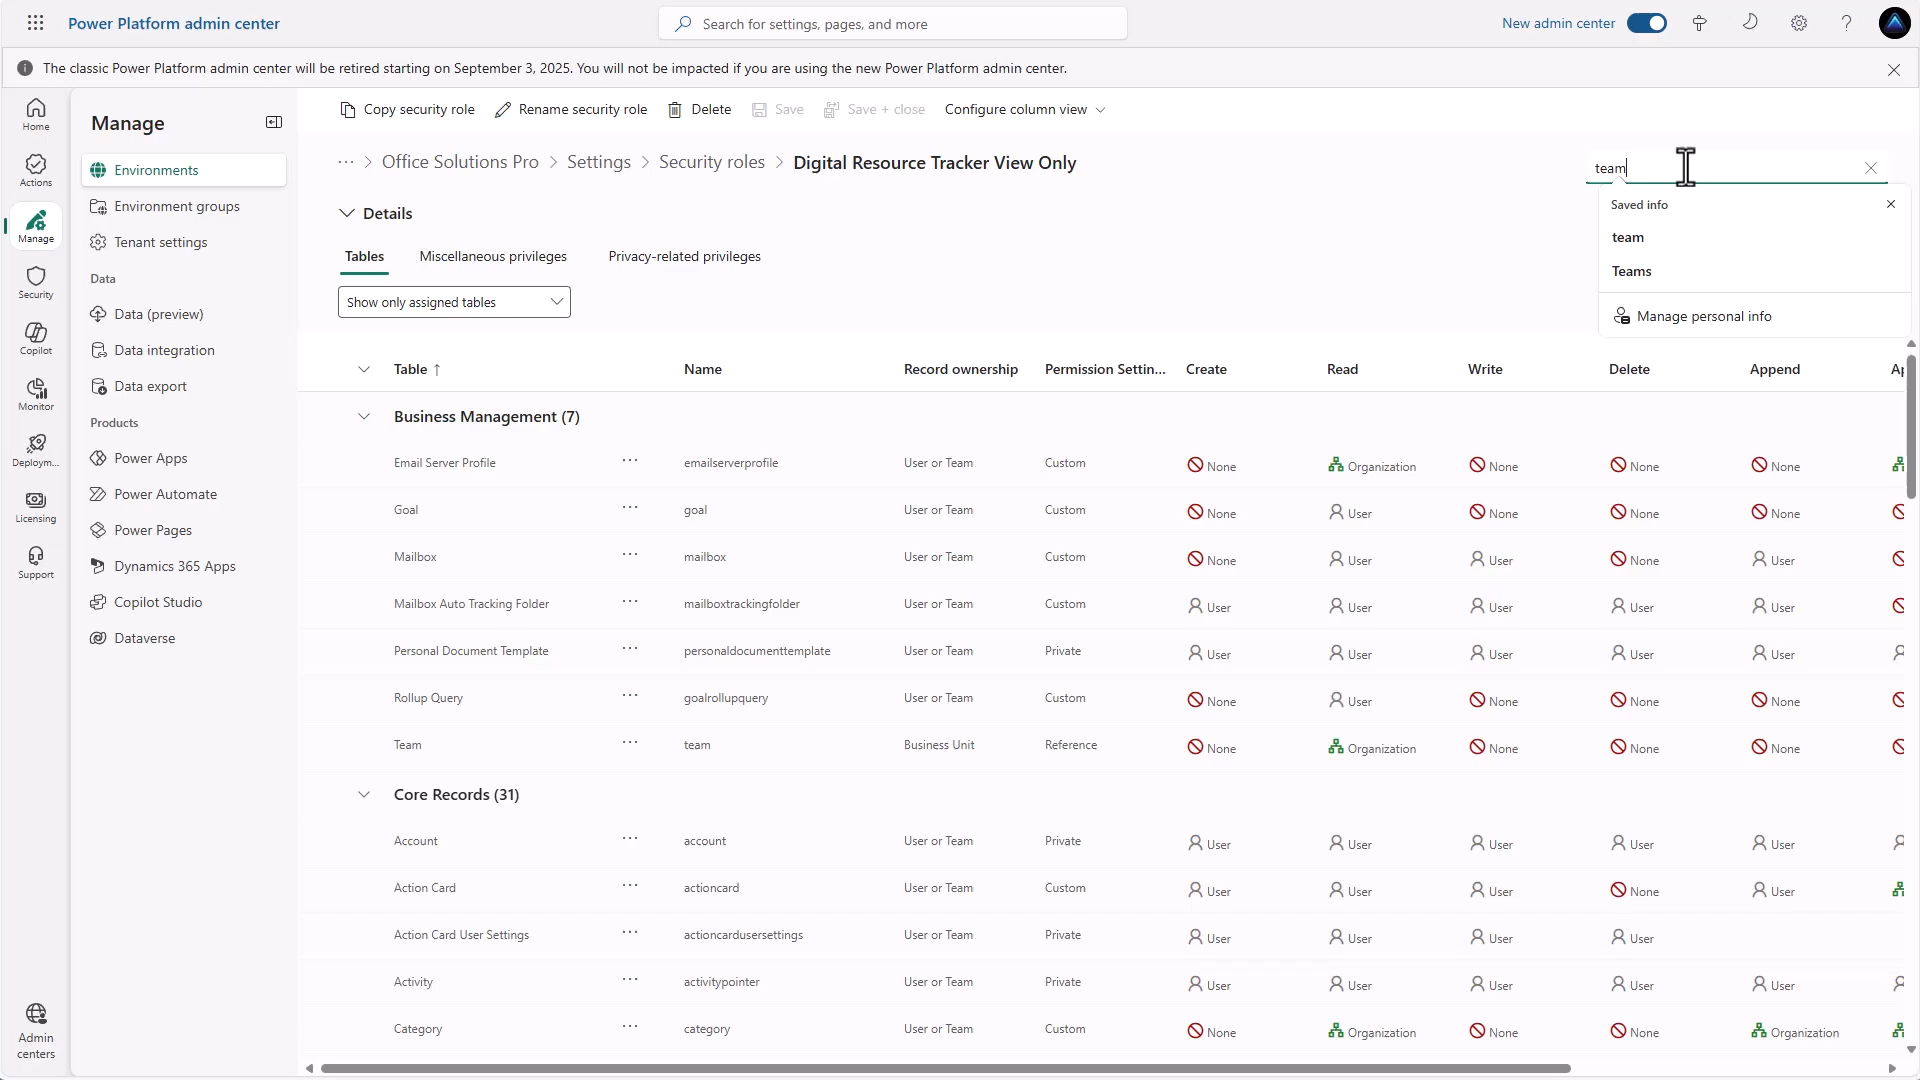 Power Platform admin center
Search for settings, pages, and more
New admin center
The classic Power Platform admin center will be retired starting on September 3, 2025. You will not be impacted if you are using the new Power Platform admin center.
Home
Actions
Manage
Security
Copilot
Monitor
Deploym...
Licensing
Support
Admin
centers
Manage
Environments
Environment groups
Tenant settings
Data
Data (preview)
Data integration
Data export
Products
Power Apps
Power Automate
Power Pages
Dynamics 365 Apps
Copilot Studio
Dataverse
Copy security role Rename security role Delete Save Save + close Configure column view
··· > Office Solutions Pro > Settings > Security roles > Digital Resource Tracker View Only
team
Saved info
team
Teams
Manage personal info
Details
Tables Miscellaneous privileges Privacy-related privileges
Show only assigned tables
Table ↑ Name Record ownership Permission Settin... Create Read Write Delete Append Ap
Business Management (7)
Email Server Profile ··· emailserverprofile User or Team Custom None Organization None None None
Goal ··· goal User or Team Custom None User None None None
Mailbox ··· mailbox User or Team Custom None User User None User
Mailbox Auto Tracking Folder ··· mailboxtrackingfolder User or Team Custom User User User User User
Personal Document Template ··· personaldocumenttemplate User or Team Private User User User User User
Rollup Query ··· goalrollupquery User or Team Custom None User None None None
Team ··· team Business Unit Reference None Organization None None None
Core Records (31)
Account ··· account User or Team Private User User User User User
Action Card ··· actioncard User or Team Custom User User User None User
Action Card User Settings ··· actioncardusersettings User or Team Private User User User User
Activity ··· activitypointer User or Team Private User User User User User
Category ··· category User or Team Custom None Organization None None Organization